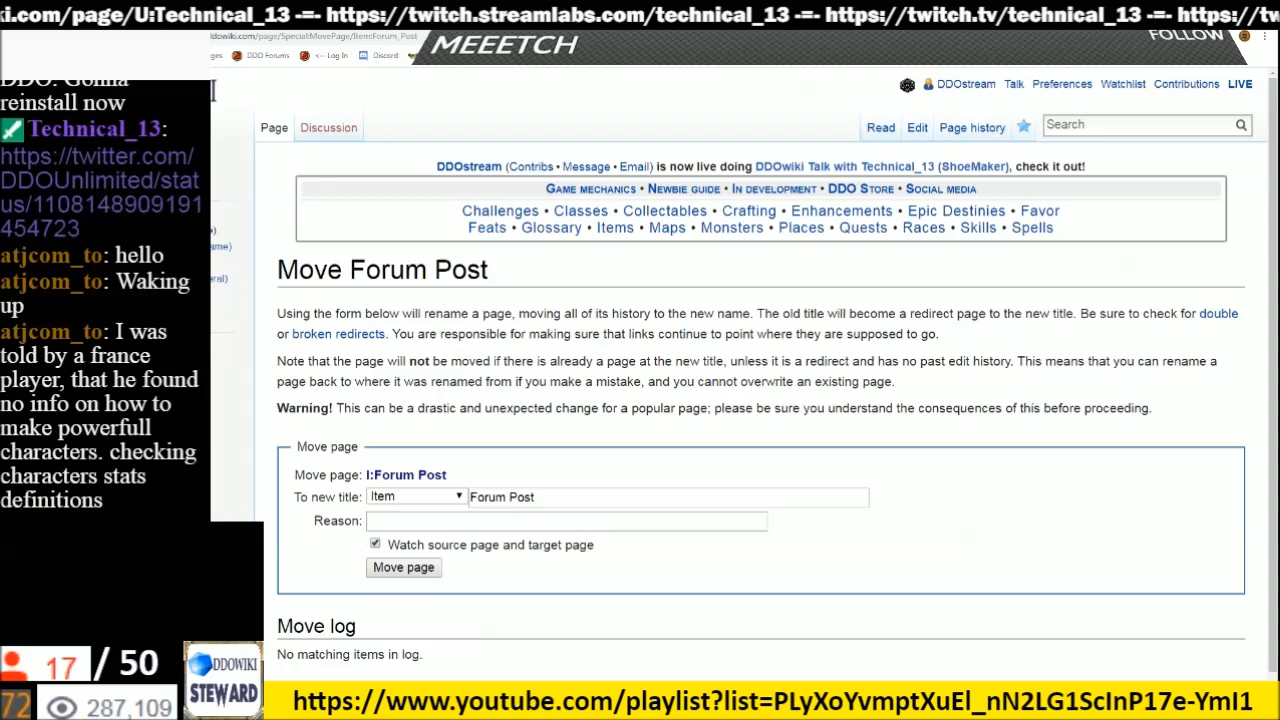 ki.com/page/U:Technical_13 -=- https://twitch.streamlabs.com/technical_13 -=- https://twitch.tv/technical_13 -=- https://tw
ldowiki.com/page/Special:MovePage/Item:Forum_Post
MEEETCH
FOLLOW
ges DDO Forums <-- Log In Discord
DDO. Gonna
reinstall now
Technical_13:
https://twitter.com/
DDOUnlimited/stat
us/1108148909191
454723
atjcom_to: hello
atjcom_to: Waking
up
atjcom_to: I was
told by a france
player, that he found
no info on how to
make powerfull
characters. checking
characters stats
definitions
DDOstream Talk Preferences Watchlist Contributions LIVE
Page Discussion Read Edit Page history Search
DDOstream (Contribs • Message • Email) is now live doing DDOwiki Talk with Technical_13 (ShoeMaker), check it out!
Game mechanics • Newbie guide • In development • DDO Store • Social media
Challenges • Classes • Collectables • Crafting • Enhancements • Epic Destinies • Favor
Feats • Glossary • Items • Maps • Monsters • Places • Quests • Races • Skills • Spells
Move Forum Post
Using the form below will rename a page, moving all of its history to the new name. The old title will become a redirect page to the new title. Be sure to check for double
or broken redirects. You are responsible for making sure that links continue to point where they are supposed to go.
Note that the page will not be moved if there is already a page at the new title, unless it is a redirect and has no past edit history. This means that you can rename a
page back to where it was renamed from if you make a mistake, and you cannot overwrite an existing page.
Warning! This can be a drastic and unexpected change for a popular page; please be sure you understand the consequences of this before proceeding.
Move page
Move page: I:Forum Post
To new title: Item Forum Post
Reason:
Watch source page and target page
Move page
Move log
No matching items in log.
17 / 50
72 287,109
DDOWIKI
STEWARD
https://www.youtube.com/playlist?list=PLyXoYvmptXuEl_nN2LG1ScInP17e-YmI1